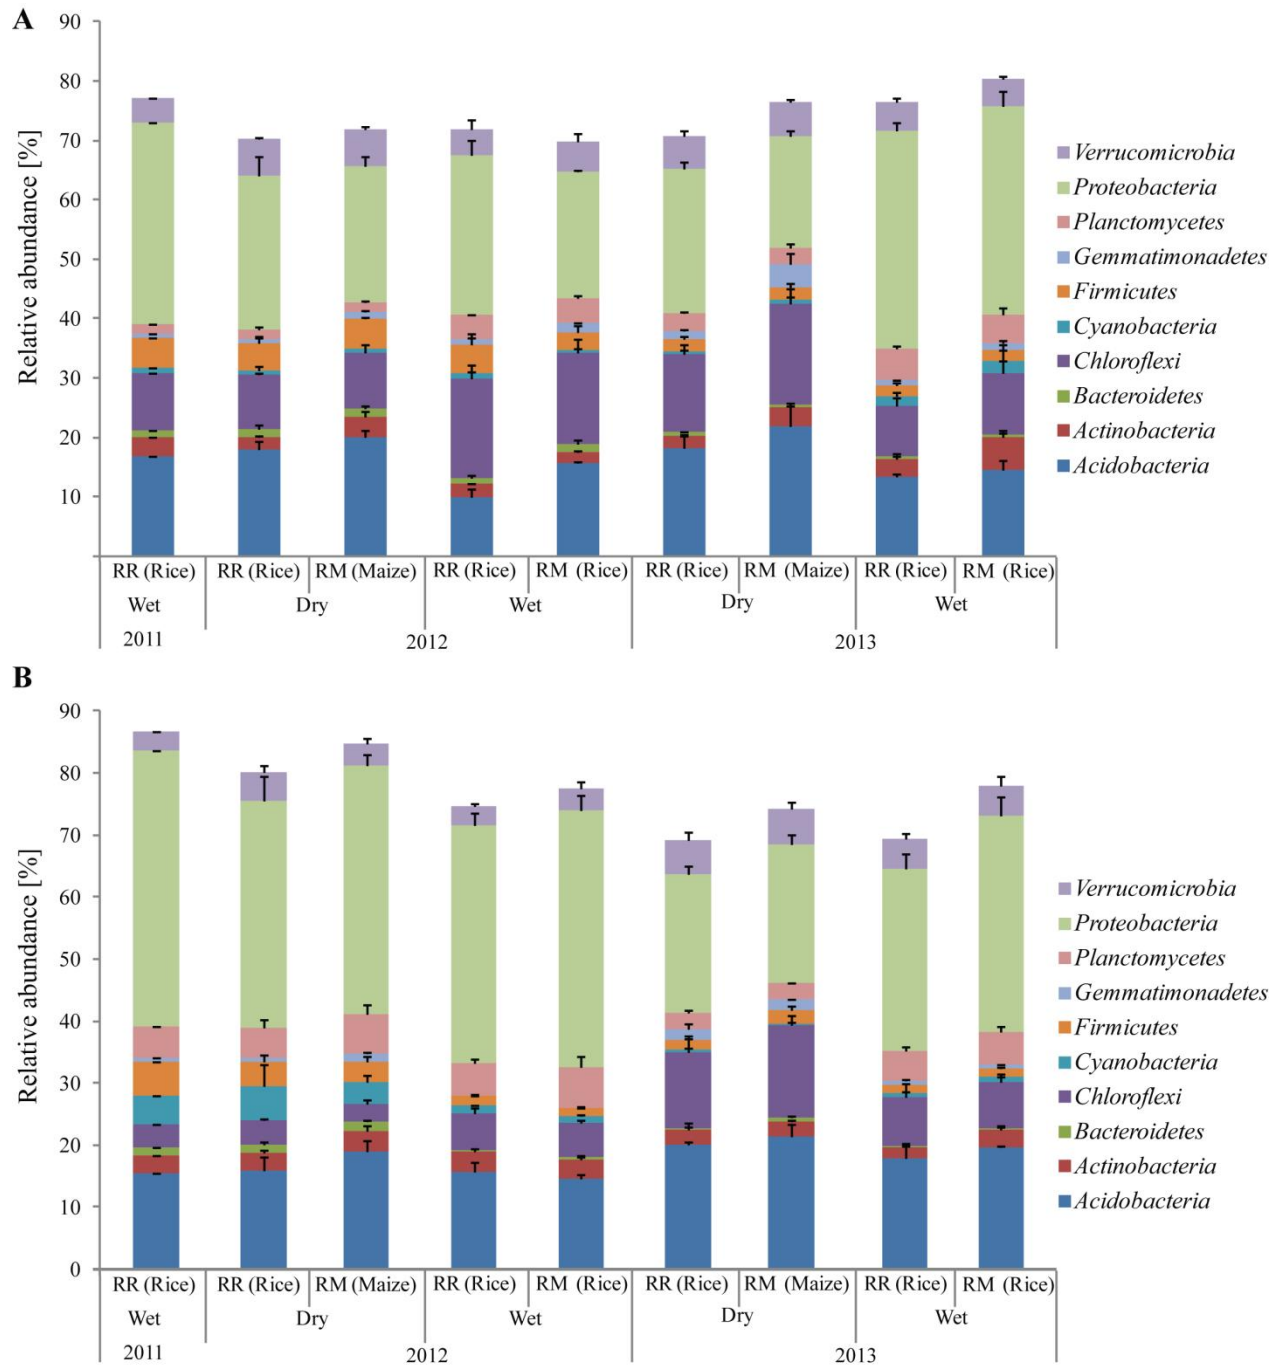 A
90
80
70
60
50
40
30
20
10
Relative abundance [%]
Verrucomicrobia
Proteobacteria
Planctomycetes
Gemmatimonadetes
Firmicutes
Cyanobacteria
Chloroflexi
Bacteroidetes
Actinobacteria
Acidobacteria
RR (Rice) RR (Rice) RM (Maize) RR (Rice) RM (Rice) RR (Rice) RM (Maize) RR (Rice) RM (Rice)
Wet Dry Wet Dry Wet
2011 2012 2013
B
90
80
70
60
50
40
30
20
10
0
Relative abundance [%]
Verrucomicrobia
Proteobacteria
Planctomycetes
Gemmatimonadetes
Firmicutes
Cyanobacteria
Chloroflexi
Bacteroidetes
Actinobacteria
Acidobacteria
RR (Rice) RR (Rice) RM (Maize) RR (Rice) RM (Rice) RR (Rice) RM (Maize) RR (Rice) RM (Rice)
Wet Dry Wet Dry Wet
2011 2012 2013